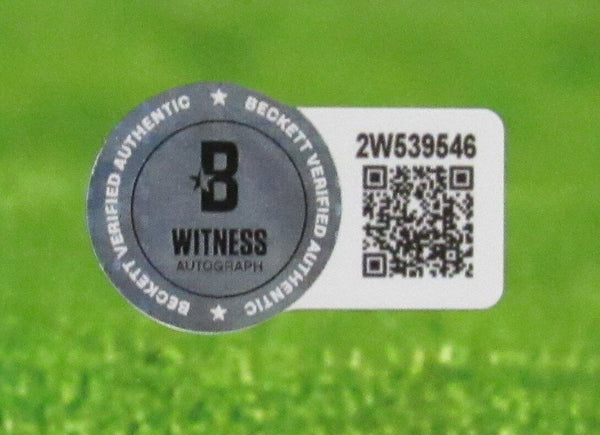 BECKETT VERIFIED AUTHENTIC
BECKETT VERIFIED AUTHENTIC
B
WITNESS
AUTOGRAPH
2W539546